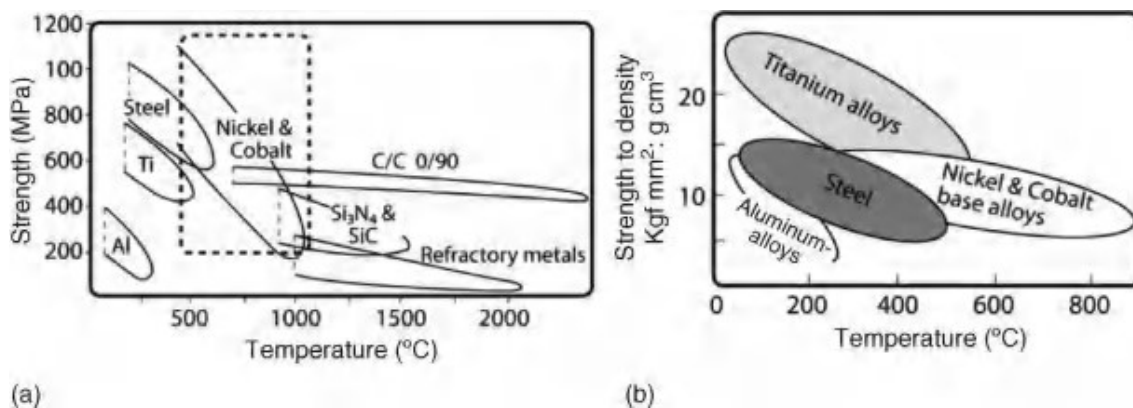 1200
100
800
600
400
200
Strength (MPa)
Steel
Ti
Al
Nickel &
Cobalt
C/C 0/90
Si₃N₄ &
SiC
Refractory metals
500
1000
1500
2000
Temperature (°C)
(a)
20
10
Strength to density
Kgf mm²: g cm³
Titanium alloys
Steel
Nickel & Cobalt
base alloys
Aluminum-
alloys
0
200
400
600
800
Temperature (°C)
(b)